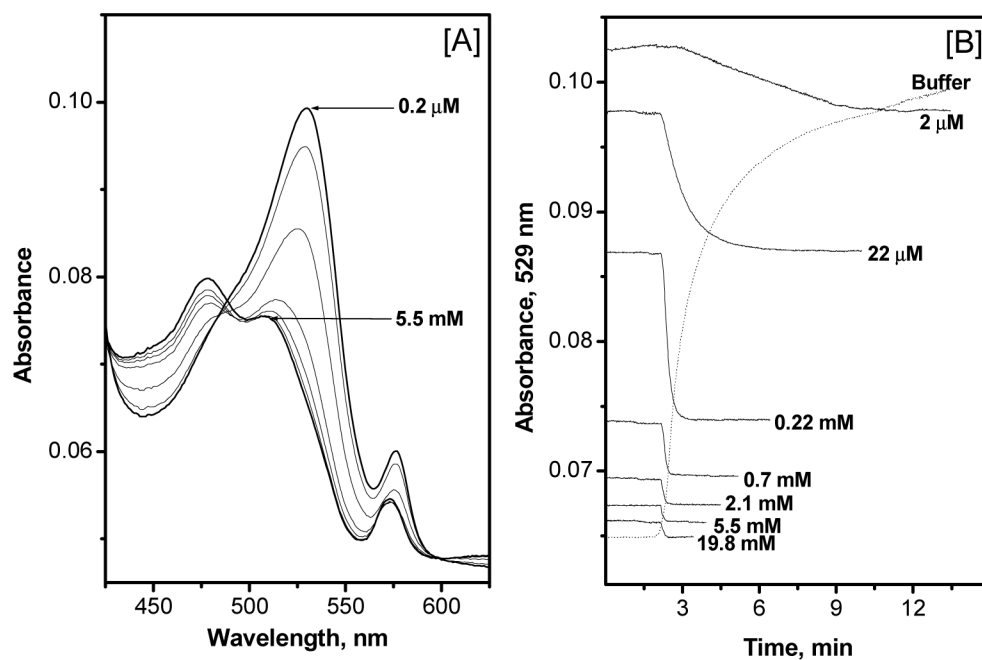 [A]
0.10
0.08
0.06
Absorbance
0.2 μM
5.5 mM
450 500 550 600
Wavelength, nm
[B]
0.10
0.09
0.08
0.07
Absorbance, 529 nm
Buffer
2 μM
22 μM
0.22 mM
0.7 mM
2.1 mM
5.5 mM
19.8 mM
3 6 9 12
Time, min